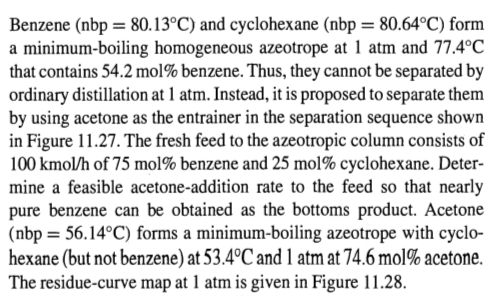 Benzene (nbp = 80.13°C) and cyclohexane (nbp = 80.64°C) form
a minimum-boiling homogeneous azeotrope at 1 atm and 77.4°C
that contains 54.2 mol% benzene. Thus, they cannot be separated by
ordinary distillation at 1 atm. Instead, it is proposed to separate them
by using acetone as the entrainer in the separation sequence shown
in Figure 11.27. The fresh feed to the azeotropic column consists of
100 kmol/h of 75 mol% benzene and 25 mol% cyclohexane. Deter-
mine a feasible acetone-addition rate to the feed so that nearly
pure benzene can be obtained as the bottoms product. Acetone
(nbp = 56.14°C) forms a minimum-boiling azeotrope with cyclo-
hexane (but not benzene) at 53.4°C and 1 atm at 74.6 mol% acetone.
The residue-curve map at 1 atm is given in Figure 11.28.